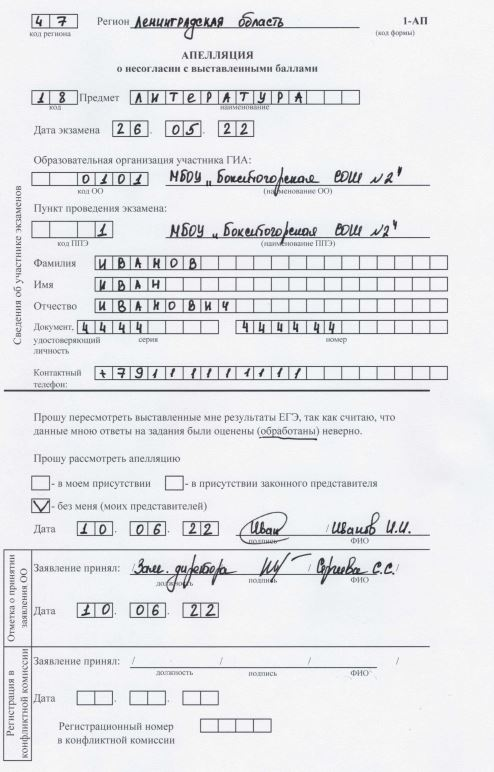 47 Регион Ленинградская область 1-АП
код региона (код формы)
АПЕЛЛЯЦИЯ
о несогласии с выставленными баллами
18 Предмет ЛИТЕРАТУРА
код наименование
Дата экзамена 26. 05. 22
Образовательная организация участника ГИА:
0101 МБОУ „Бокситогорская СОШ №2"
код ОО (наименование ОО)
Пункт проведения экзамена:
1 МБОУ „Бокситогорская СОШ №2"
код ППЭ (наименование ППЭ)
Сведения об участнике экзаменов
Фамилия ИВАНОВ
Имя ИВАН
Отчество ИВАНОВИЧ
Документ, 4444 444444
удостоверяющий серия номер
личность
Контактный +79111111111
телефон:
Прошу пересмотреть выставленные мне результаты ЕГЭ, так как считаю, что
данные мною ответы на задания были оценены (обработаны) неверно.
Прошу рассмотреть апелляцию
- в моем присутствии - в присутствии законного представителя
- без меня (моих представителей)
Дата 10. 06. 22 Иван / Иванов И.И.
подпись ФИО
Отметка о принятии
заявления ОО
Заявление принял: / Зам. директора / Сергеева С.С./
должность подпись ФИО
Дата 10. 06. 22
Регистрация в
конфликтной комиссии
Заявление принял: / / / /
должность подпись ФИО
Дата . .
Регистрационный номер
в конфликтной комиссии